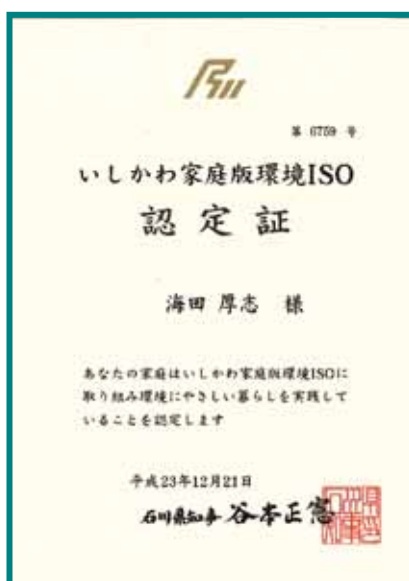 第 6759 号
いしかわ家庭版環境ISO
認定証
海田 厚志 様
あなたの家庭はいしかわ家庭版環境ISOに
取り組み環境にやさしい暮らしを実践して
いることを認定します
平成23年12月21日
石川県知事 谷本正憲